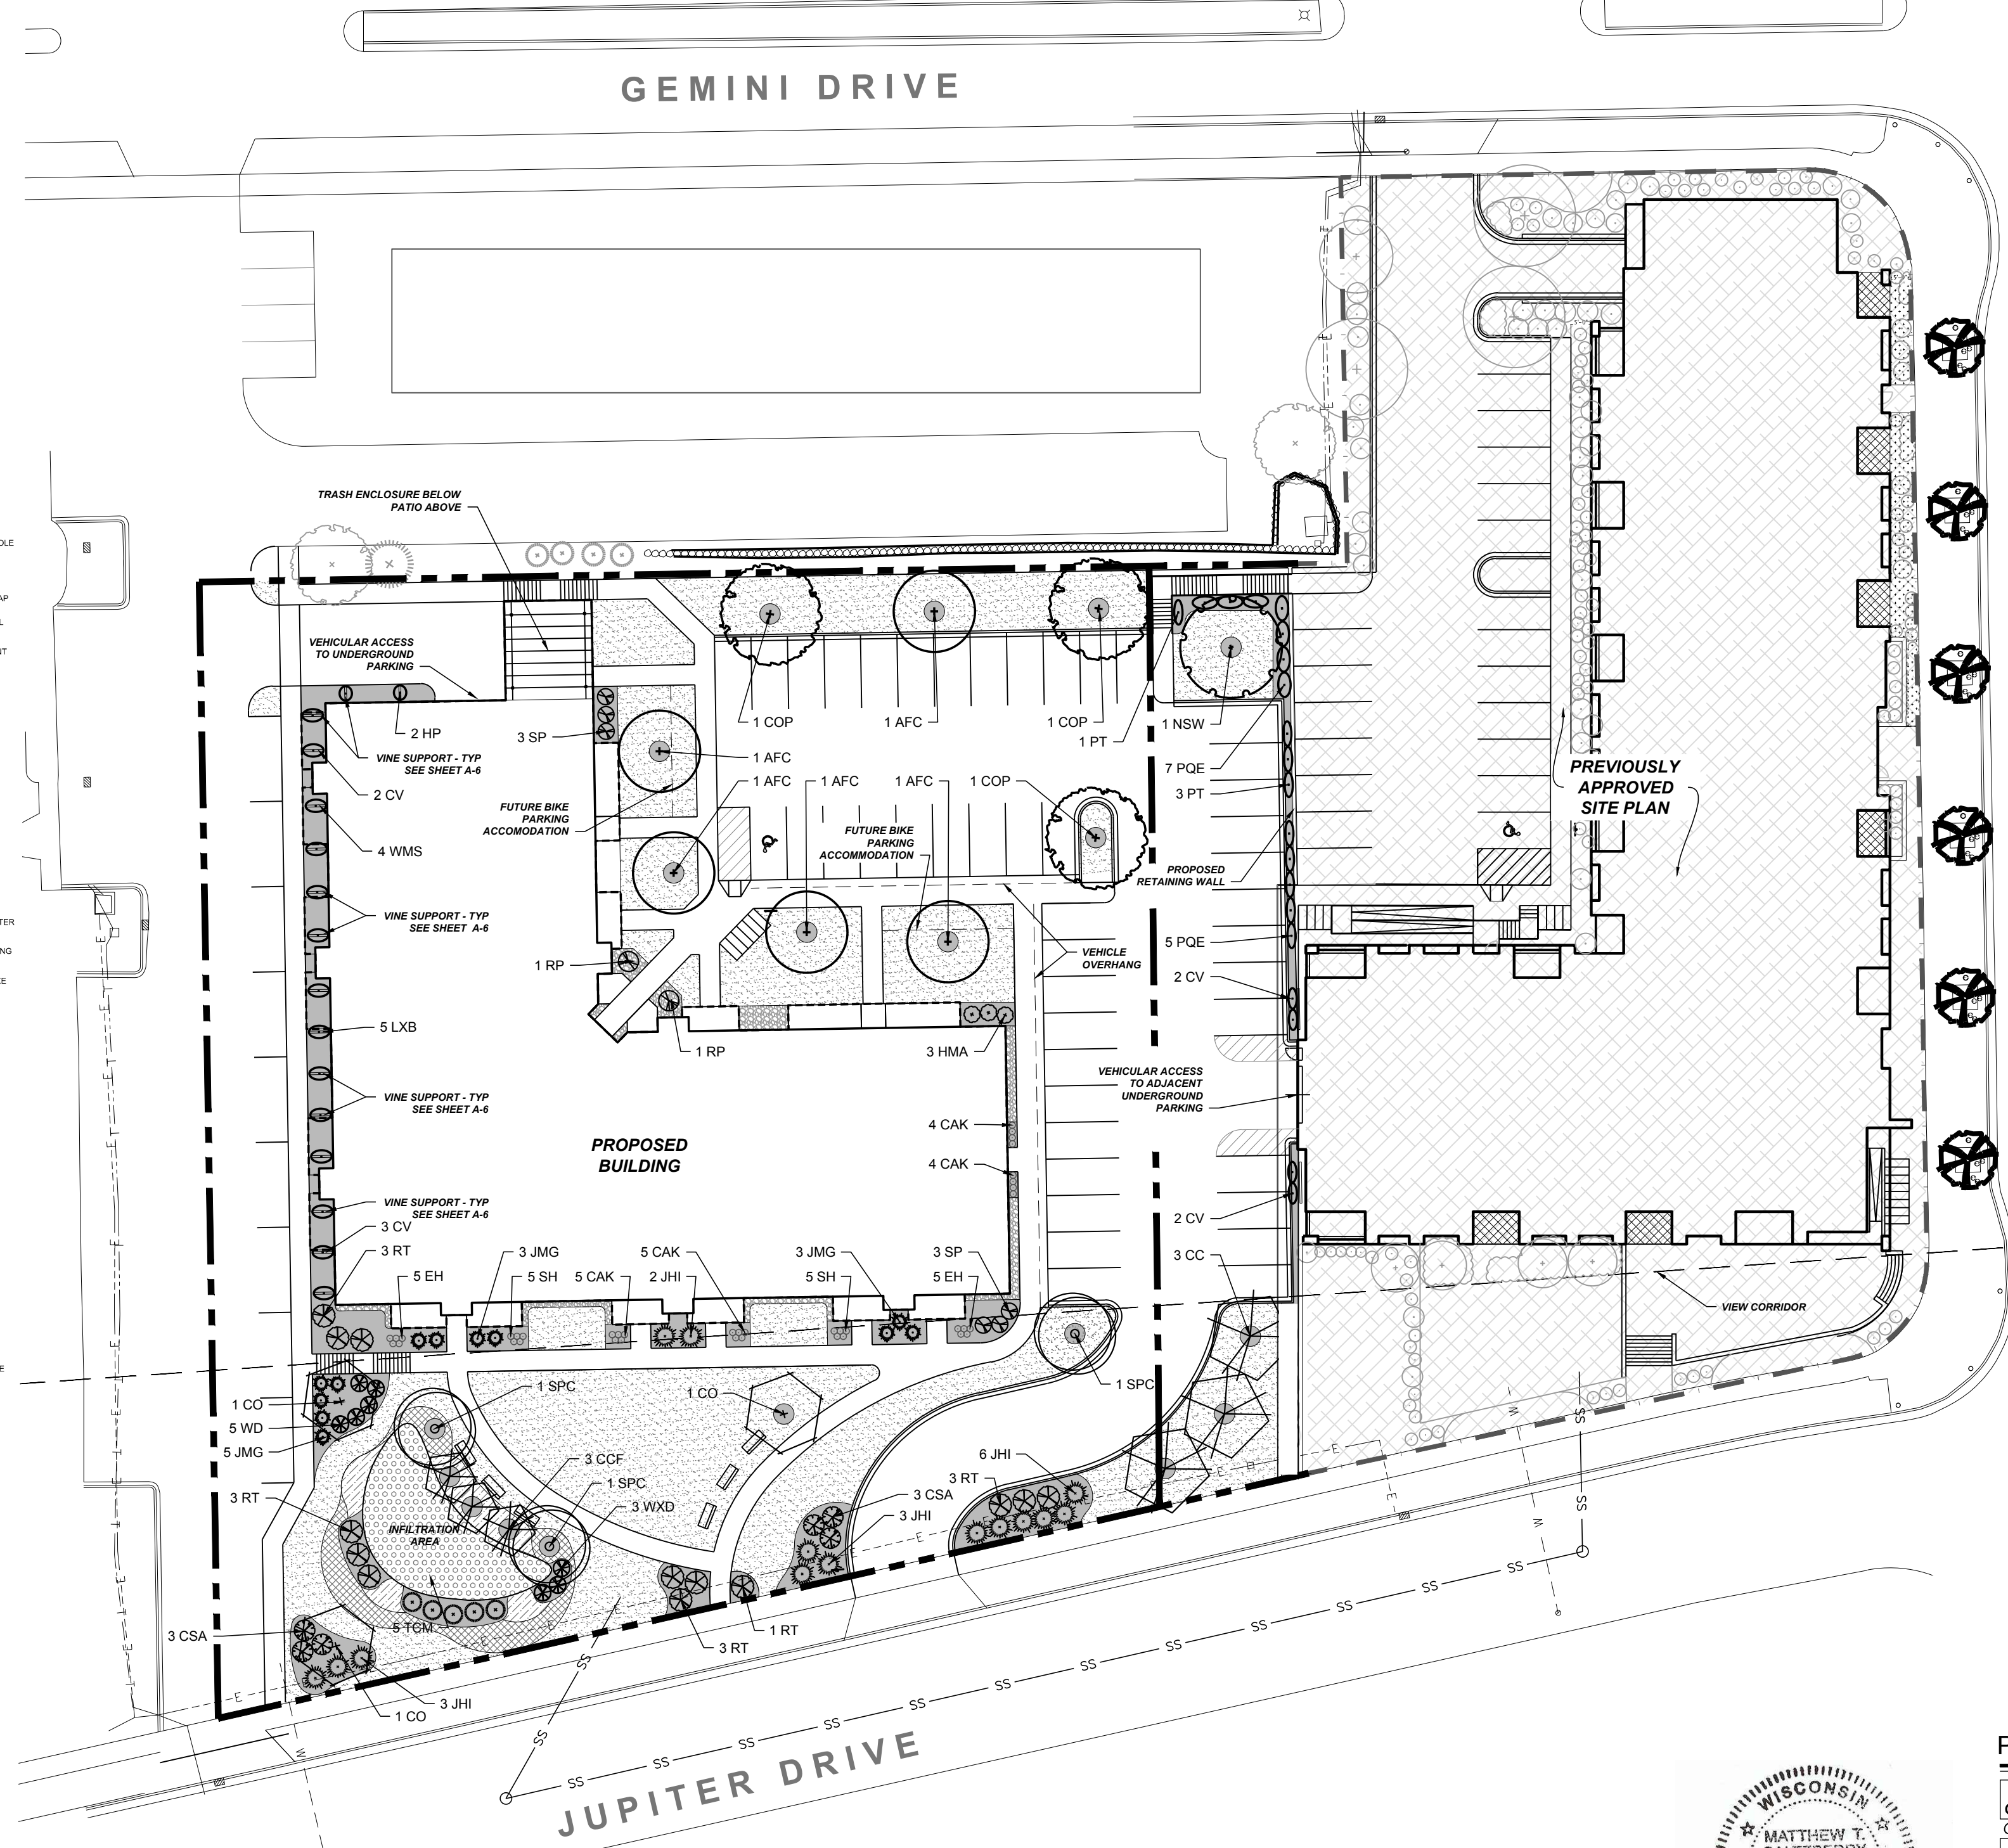 GEMINI DRIVE
TRASH ENCLOSURE BELOW
PATIO ABOVE
VEHICULAR ACCESS
TO UNDERGROUND
PARKING
2 HP
VINE SUPPORT - TYP
SEE SHEET A-6
2 CV
3 SP
1 COP
1 AFC
1 COP
1 PT
1 NSW
1 AFC
1 AFC
1 AFC
1 AFC
1 COP
7 PQE
3 PT
FUTURE BIKE
PARKING
ACCOMODATION
FUTURE BIKE
PARKING
ACCOMMODATION
PREVIOUSLY
APPROVED
SITE PLAN
4 WMS
PROPOSED
RETAINING WALL
VINE SUPPORT - TYP
SEE SHEET A-6
1 RP
5 PQE
VEHICLE
OVERHANG
2 CV
5 LXB
1 RP
3 HMA
VEHICULAR ACCESS
TO ADJACENT
UNDERGROUND
PARKING
VINE SUPPORT - TYP
SEE SHEET A-6
4 CAK
PROPOSED
BUILDING
4 CAK
VINE SUPPORT - TYP
SEE SHEET A-6
3 CV
2 CV
3 RT
3 JMG
5 CAK
3 JMG
3 SP
3 CC
5 EH
5 SH
5 CAK
2 JHI
5 SH
5 EH
VIEW CORRIDOR
1 SPC
1 CO
1 SPC
1 CO
5 WD
5 JMG
3 CCF
6 JHI
1 SPC
3 RT
3 RT
3 WXD
3 CSA
3 JHI
INFILTRATION
AREA
3 CSA
5 TCM
1 RT
3 RT
3 JHI
1 CO
JUPITER DRIVE
WISCONSIN
MATTHEW T.